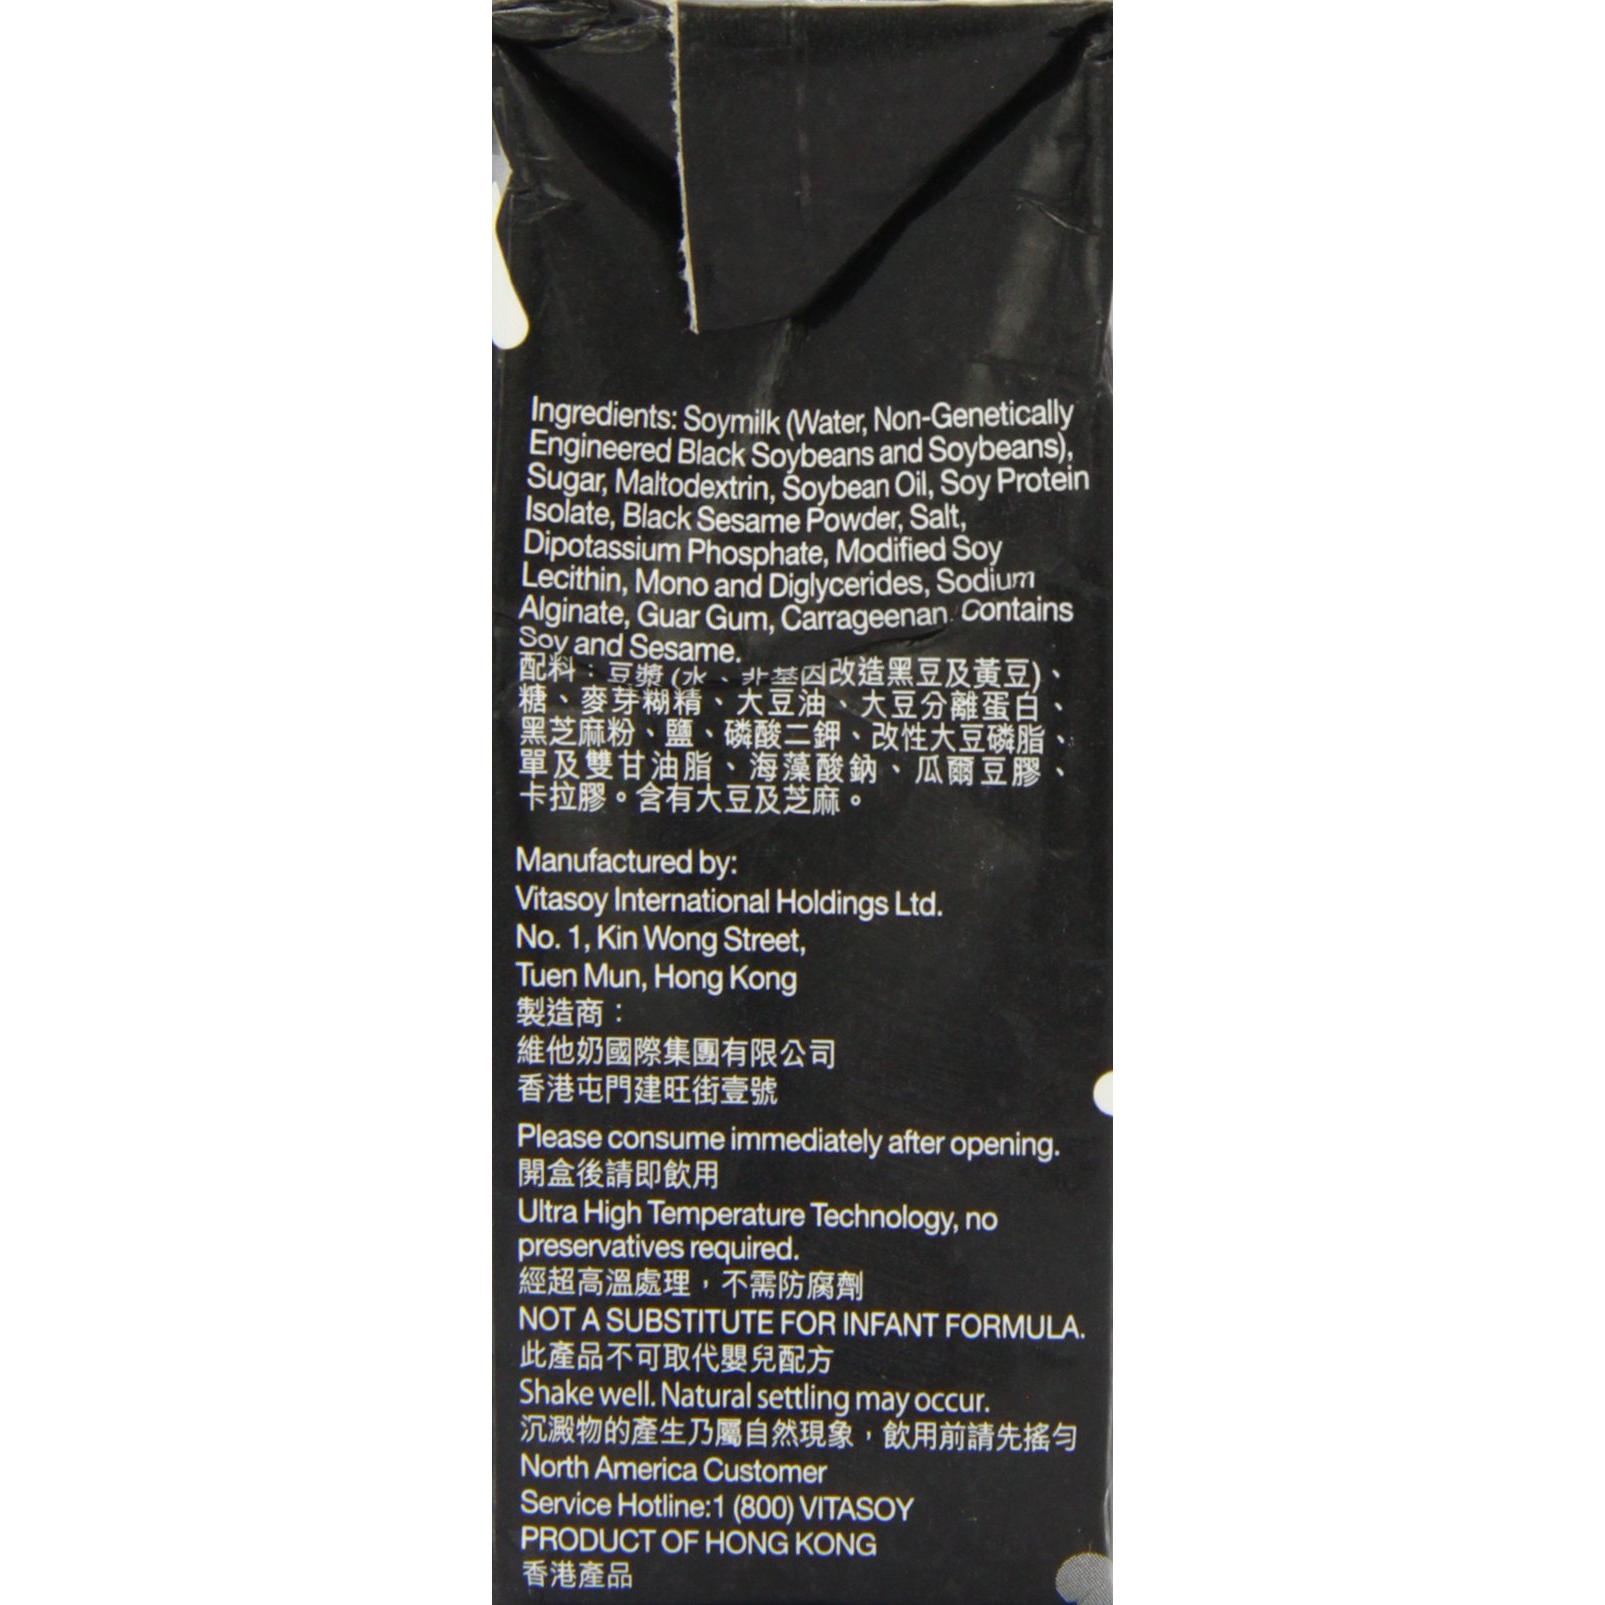 Ingredients: Soymilk (Water, Non-Genetically
Engineered Black Soybeans and Soybeans),
Sugar, Maltodextrin, Soybean Oil, Soy Protein
Isolate, Black Sesame Powder, Salt,
Dipotassium Phosphate, Modified Soy
Lecithin, Mono and Diglycerides, Sodium
Alginate, Guar Gum, Carrageenan. Contains
Soy and Sesame.
配料：豆漿 (水、非基因改造黑豆及黃豆)、
糖、麥芽糊精、大豆油、大豆分離蛋白、
黑芝麻粉、鹽、磷酸二鉀、改性大豆磷脂、
單及雙甘油脂、海藻酸鈉、瓜爾豆膠、
卡拉膠。含有大豆及芝麻。
Manufactured by:
Vitasoy International Holdings Ltd.
No. 1, Kin Wong Street,
Tuen Mun, Hong Kong
製造商：
維他奶國際集團有限公司
香港屯門建旺街壹號
Please consume immediately after opening.
開盒後請即飲用
Ultra High Temperature Technology, no
preservatives required.
經超高溫處理，不需防腐劑
NOT A SUBSTITUTE FOR INFANT FORMULA.
此產品不可取代嬰兒配方
Shake well. Natural settling may occur.
沉澱物的產生乃屬自然現象，飲用前請先搖勻
North America Customer
Service Hotline:1 (800) VITASOY
PRODUCT OF HONG KONG
香港產品